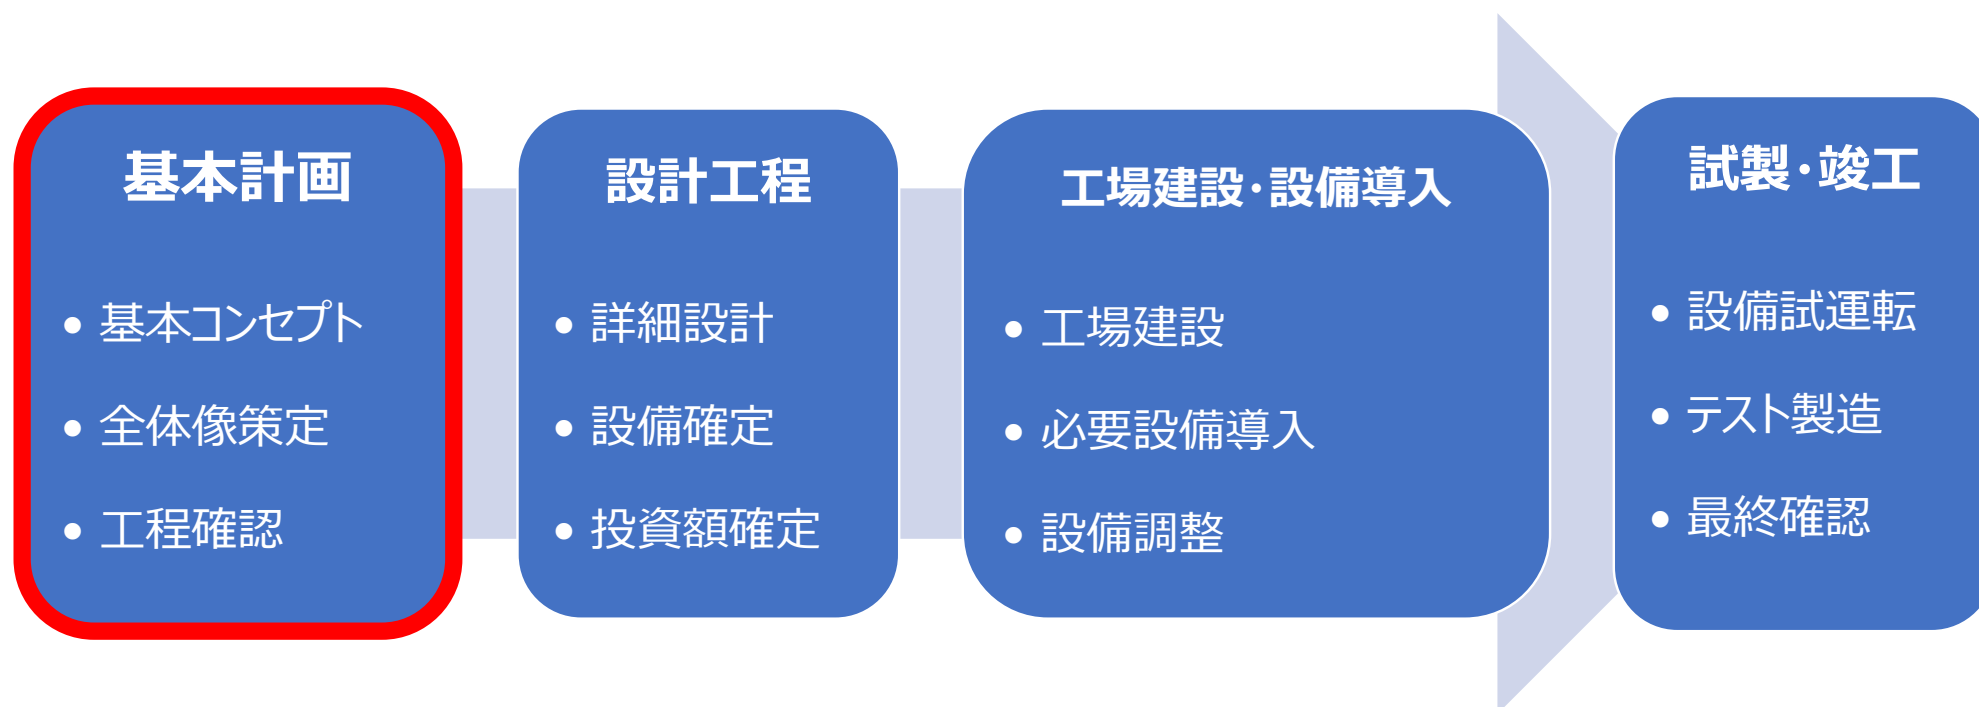 基本計画
• 基本コンセプト
• 全体像策定
• 工程確認
設計工程
• 詳細設計
• 設備確定
• 投資額確定
工場建設・設備導入
• 工場建設
• 必要設備導入
• 設備調整
試製・竣工
• 設備試運転
• テスト製造
• 最終確認